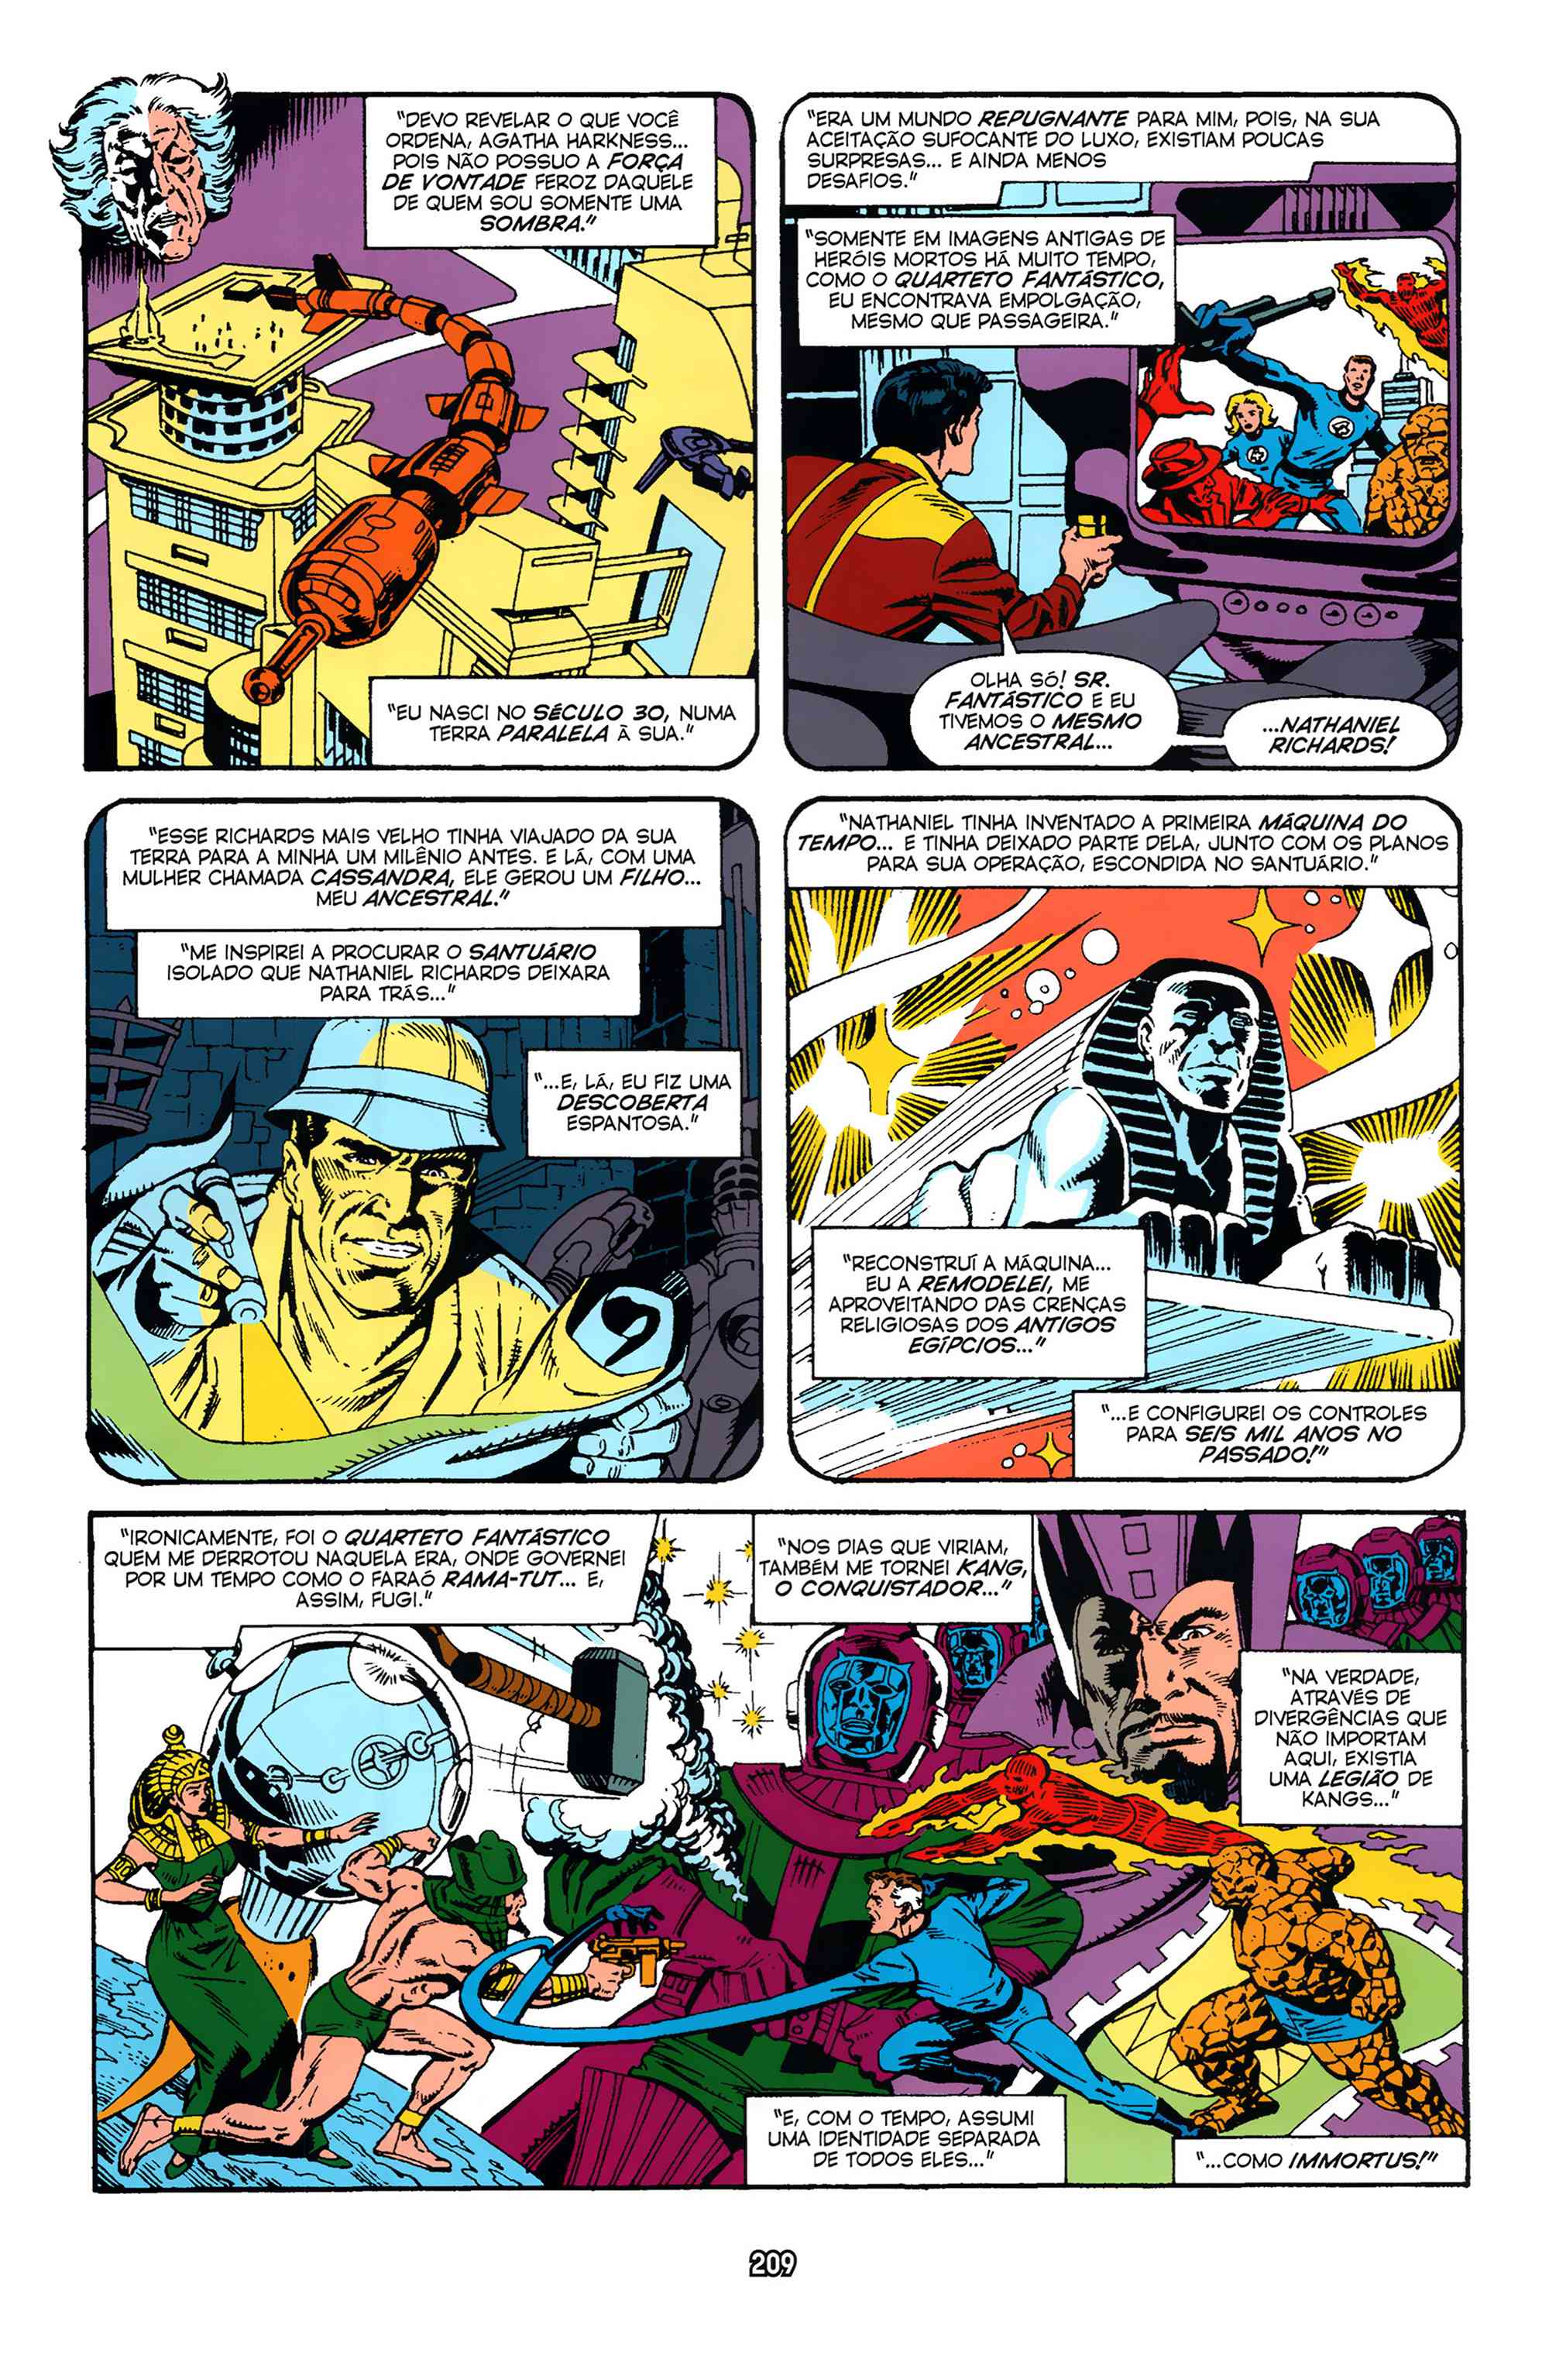 "DEVO REVELAR O QUE VOCÊ
ORDENA, AGATHA HARKNESS...
POIS NÃO POSSUO A FORÇA
DE VONTADE FEROZ DAQUELE
DE QUEM SOU SOMENTE UMA
SOMBRA."
"EU NASCI NO SÉCULO 30, NUMA
TERRA PARALELA À SUA."
"ERA UM MUNDO REPUGNANTE PARA MIM, POIS, NA SUA
ACEITAÇÃO SUFOCANTE DO LUXO, EXISTIAM POUCAS
SURPRESAS... E AINDA MENOS
DESAFIOS."
"SOMENTE EM IMAGENS ANTIGAS DE
HERÓIS MORTOS HÁ MUITO TEMPO,
COMO O QUARTETO FANTÁSTICO,
EU ENCONTRAVA EMPOLGAÇÃO,
MESMO QUE PASSAGEIRA."
OLHA SÓ! SR.
FANTÁSTICO E EU
TIVEMOS O MESMO
ANCESTRAL...
...NATHANIEL
RICHARDS!
"ESSE RICHARDS MAIS VELHO TINHA VIAJADO DA SUA
TERRA PARA A MINHA UM MILÊNIO ANTES. E LÁ, COM UMA
MULHER CHAMADA CASSANDRA, ELE GEROU UM FILHO...
MEU ANCESTRAL."
"ME INSPIREI A PROCURAR O SANTUÁRIO
ISOLADO QUE NATHANIEL RICHARDS DEIXARA
PARA TRÁS..."
"...E, LÁ, EU FIZ UMA
DESCOBERTA
ESPANTOSA."
"NATHANIEL TINHA INVENTADO A PRIMEIRA MÁQUINA DO
TEMPO... E TINHA DEIXADO PARTE DELA, JUNTO COM OS PLANOS
PARA SUA OPERAÇÃO, ESCONDIDA NO SANTUÁRIO."
"RECONSTRUÍ A MÁQUINA...
EU A REMODELEI, ME
APROVEITANDO DAS CRENÇAS
RELIGIOSAS DOS ANTIGOS
EGÍPCIOS..."
"...E CONFIGUREI OS CONTROLES
PARA SEIS MIL ANOS NO
PASSADO!"
"IRONICAMENTE, FOI O QUARTETO FANTÁSTICO
QUEM ME DERROTOU NAQUELA ERA, ONDE GOVERNEI
POR UM TEMPO COMO O FARAÓ RAMA-TUT... E,
ASSIM, FUGI."
"NOS DIAS QUE VIRIAM,
TAMBÉM ME TORNEI KANG,
O CONQUISTADOR..."
"NA VERDADE,
ATRAVÉS DE
DIVERGÊNCIAS QUE
NÃO IMPORTAM
AQUI, EXISTIA
UMA LEGIÃO DE
KANGS..."
"E, COM O TEMPO, ASSUMI
UMA IDENTIDADE SEPARADA
DE TODOS ELES..."
"...COMO IMMORTUS!"
209